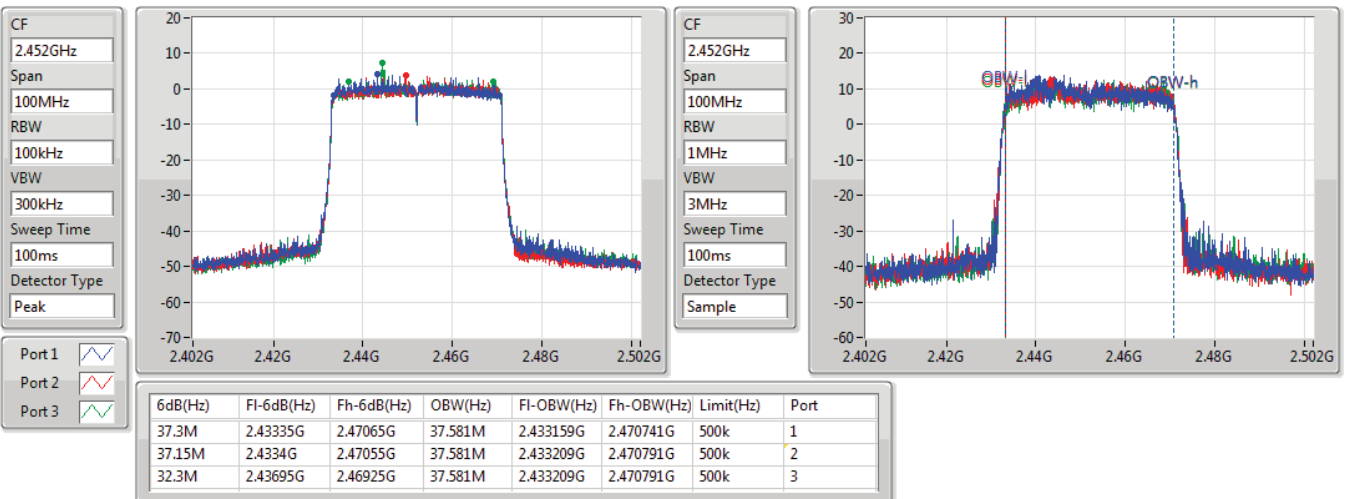 CF
2.452GHz
Span
100MHz
RBW
100kHz
VBW
300kHz
Sweep Time
100ms
Detector Type
Peak
20
10
0
-10
-20
-30
-40
-50
-60
-70
2.402G 2.42G 2.44G 2.46G 2.48G 2.502G
CF
2.452GHz
Span
100MHz
RBW
1MHz
VBW
3MHz
Sweep Time
100ms
Detector Type
Sample
30
20
10
0
-10
-20
-30
-40
-50
-60
OBW-l
OBW-h
2.402G 2.42G 2.44G 2.46G 2.48G 2.502G
Port 1
Port 2
Port 3
6dB(Hz) Fl-6dB(Hz) Fh-6dB(Hz) OBW(Hz) Fl-OBW(Hz) Fh-OBW(Hz) Limit(Hz) Port
37.3M 2.43335G 2.47065G 37.581M 2.433159G 2.470741G 500k 1
37.15M 2.4334G 2.47055G 37.581M 2.433209G 2.470791G 500k 2
32.3M 2.43695G 2.46925G 37.581M 2.433209G 2.470791G 500k 3